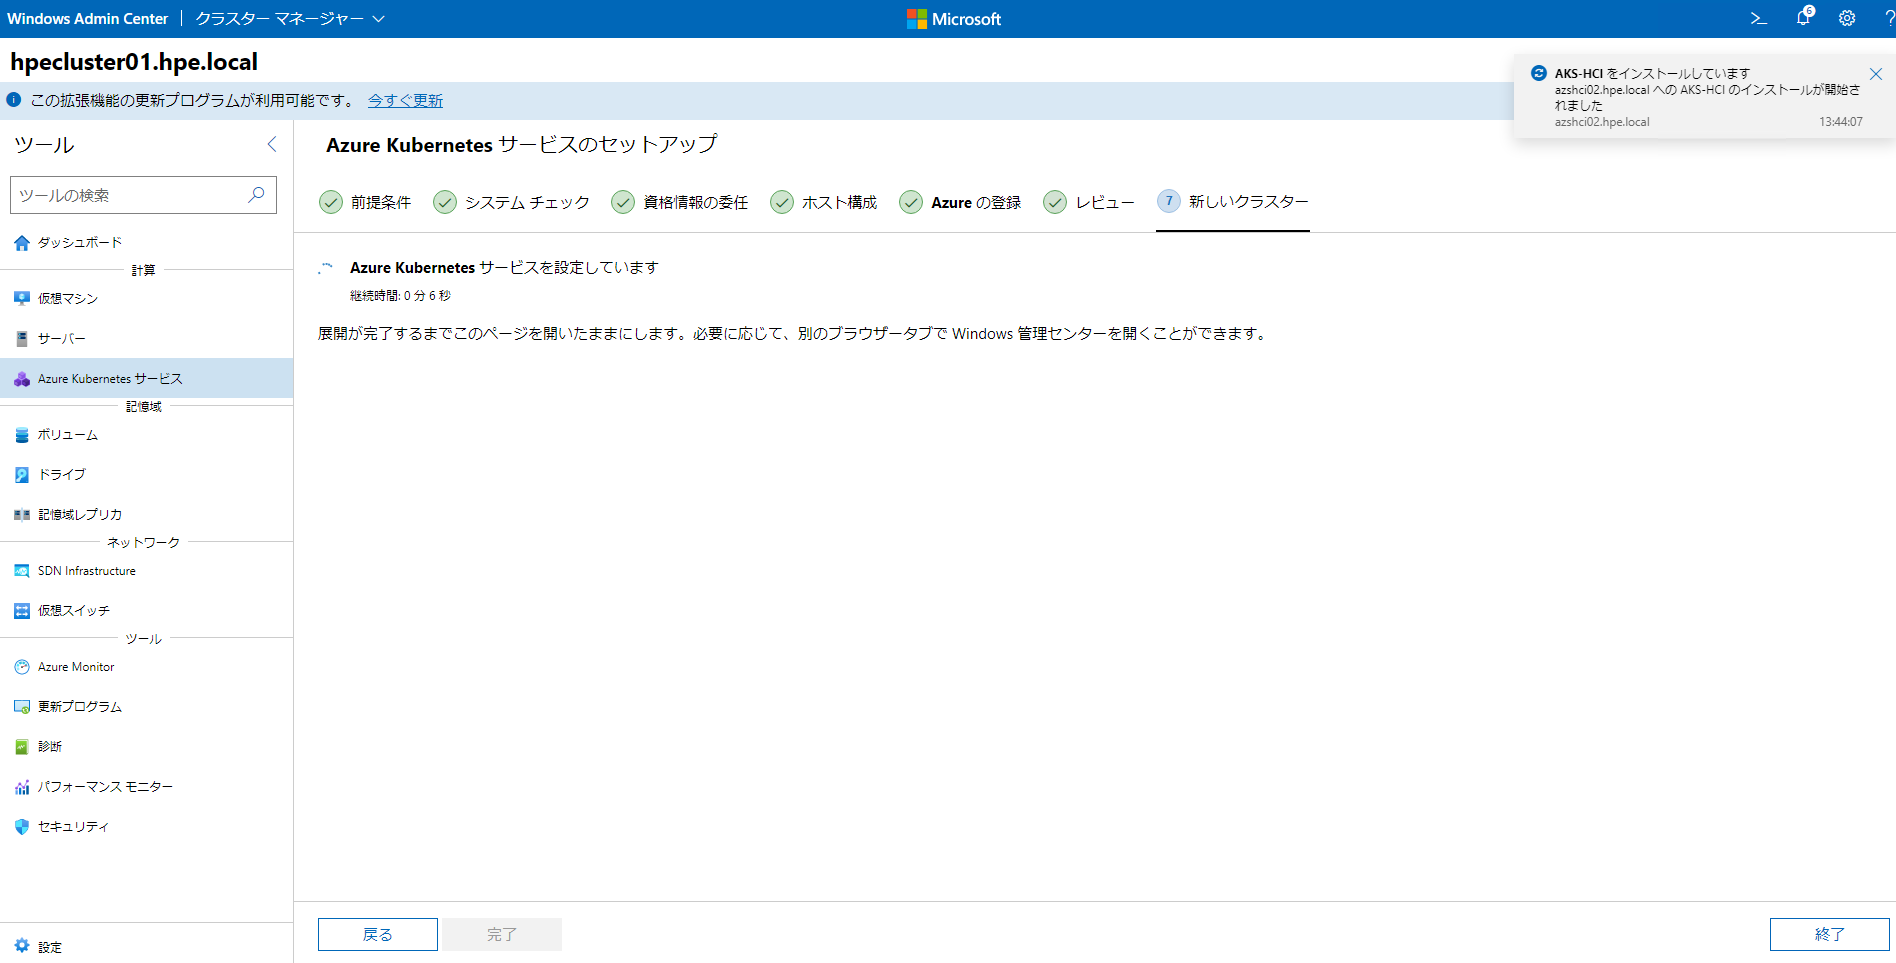 Windows Admin Center クラスター マネージャー Microsoft 6
hpecluster01.hpe.local
この拡張機能の更新プログラムが利用可能です。 今すぐ更新
AKS-HCI をインストールしています
azshci02.hpe.local への AKS-HCI のインストールが開始さ
れました
azshci02.hpe.local 13:44:07
ツール
ツールの検索
ダッシュボード
計算
仮想マシン
サーバー
Azure Kubernetes サービス
記憶域
ボリューム
ドライブ
記憶域レプリカ
ネットワーク
SDN Infrastructure
仮想スイッチ
ツール
Azure Monitor
更新プログラム
診断
パフォーマンス モニター
セキュリティ
設定
Azure Kubernetes サービスのセットアップ
前提条件 システム チェック 資格情報の委任 ホスト構成 Azure の登録 レビュー 7 新しいクラスター
Azure Kubernetes サービスを設定しています
継続時間: 0 分 6 秒
展開が完了するまでこのページを開いたままにします。必要に応じて、別のブラウザータブで Windows 管理センターを開くことができます。
戻る 完了 終了